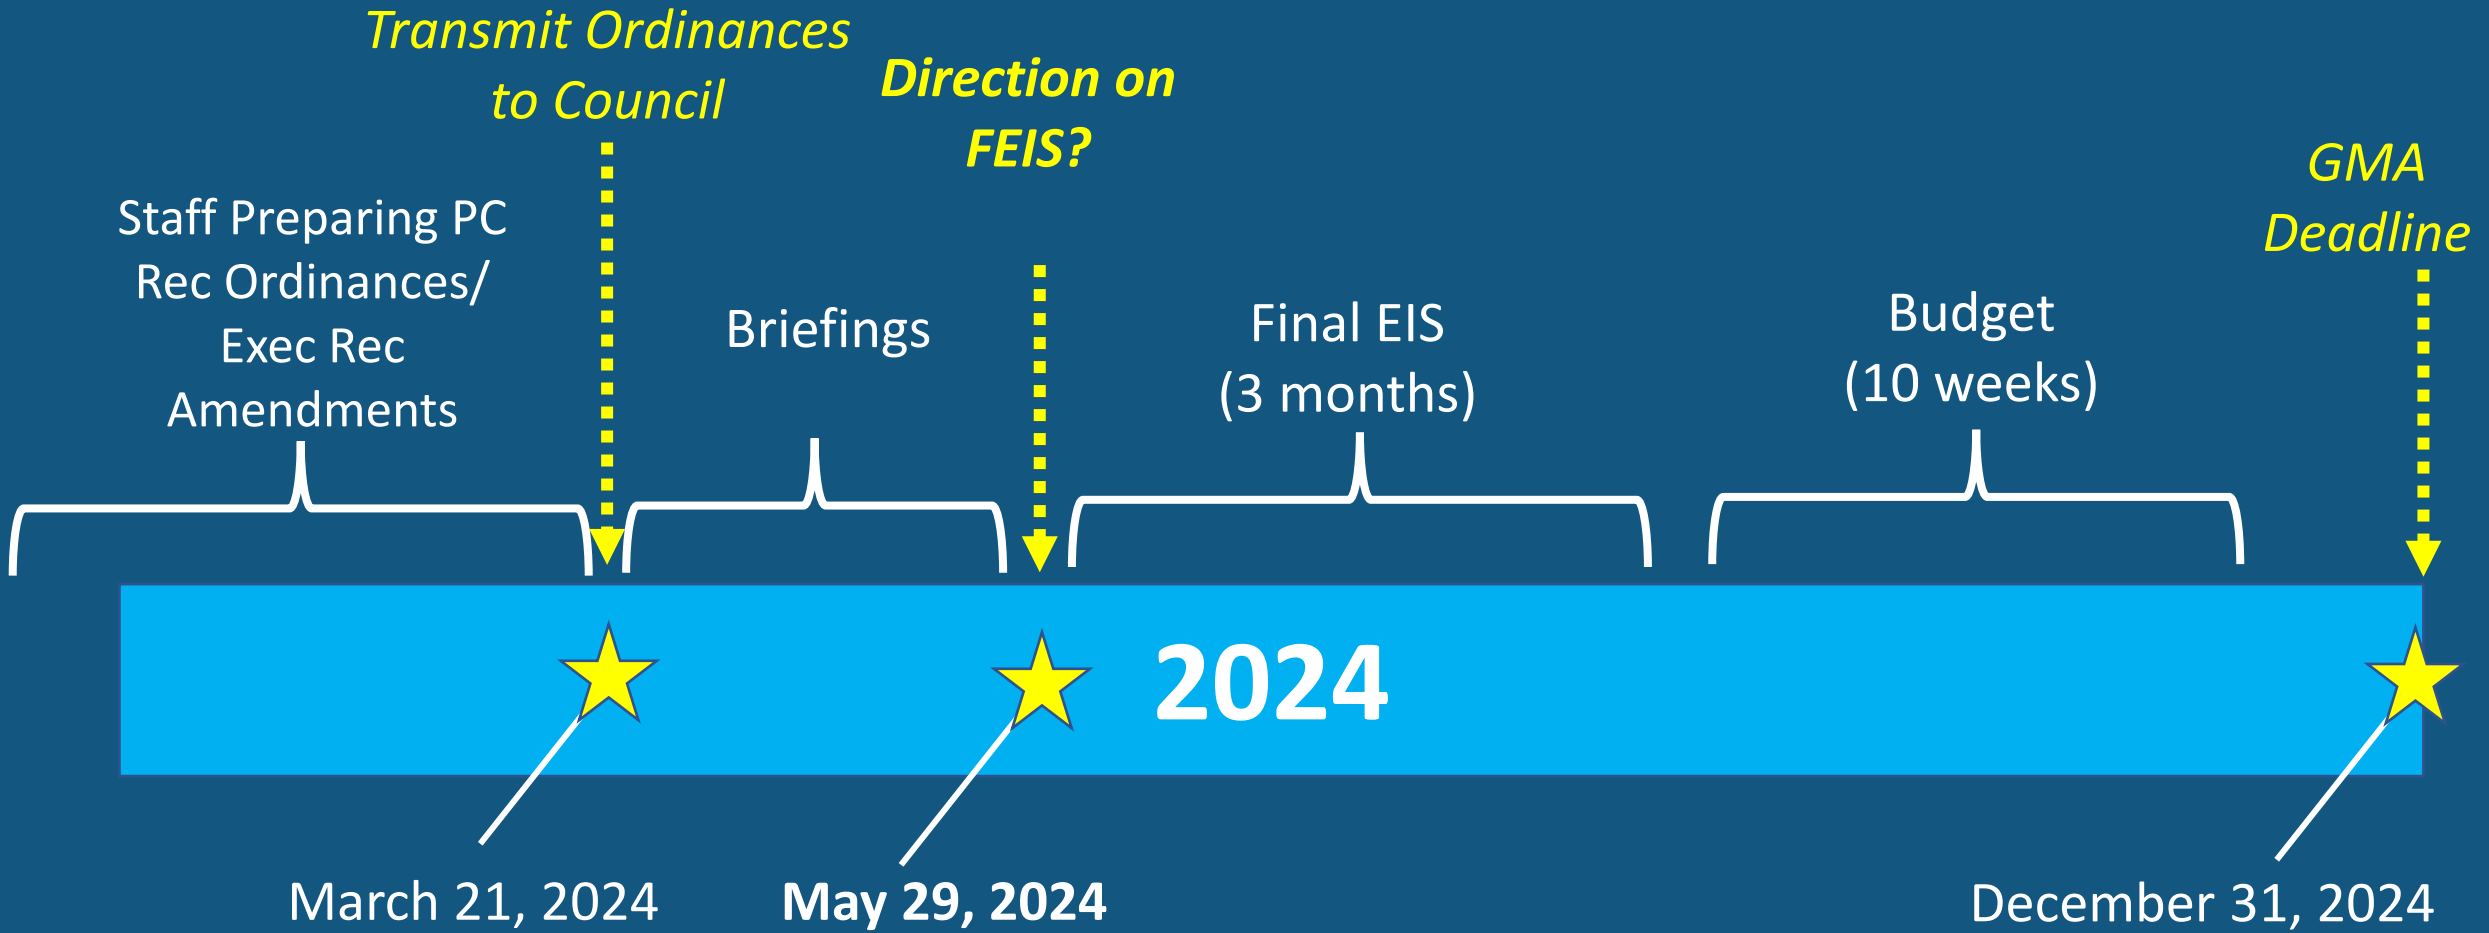 Transmit Ordinances
to Council
Direction on
FEIS?
GMA
Deadline
Staff Preparing PC
Rec Ordinances/
Exec Rec
Amendments
Briefings
Final EIS
(3 months)
Budget
(10 weeks)
2024
March 21, 2024
May 29, 2024
December 31, 2024